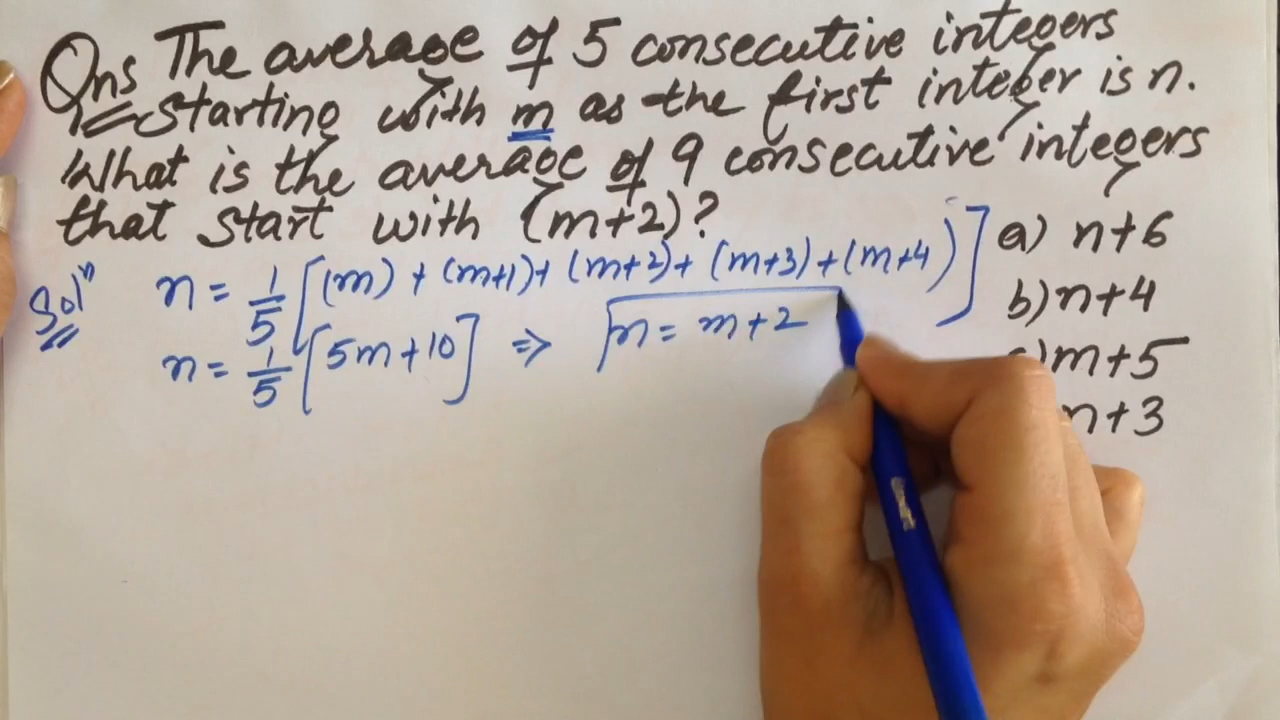 Qns The average of 5 consecutive integers
starting with m as the first integer is n.
What is the average of 9 consecutive integers
that start with (m+2)?
a) n+6
b) n+4
m+5
n+3
Solⁿ n = 1/5 [(m) + (m+1) + (m+2) + (m+3) + (m+4)]
n = 1/5 [5m+10] ⇒ n = m+2